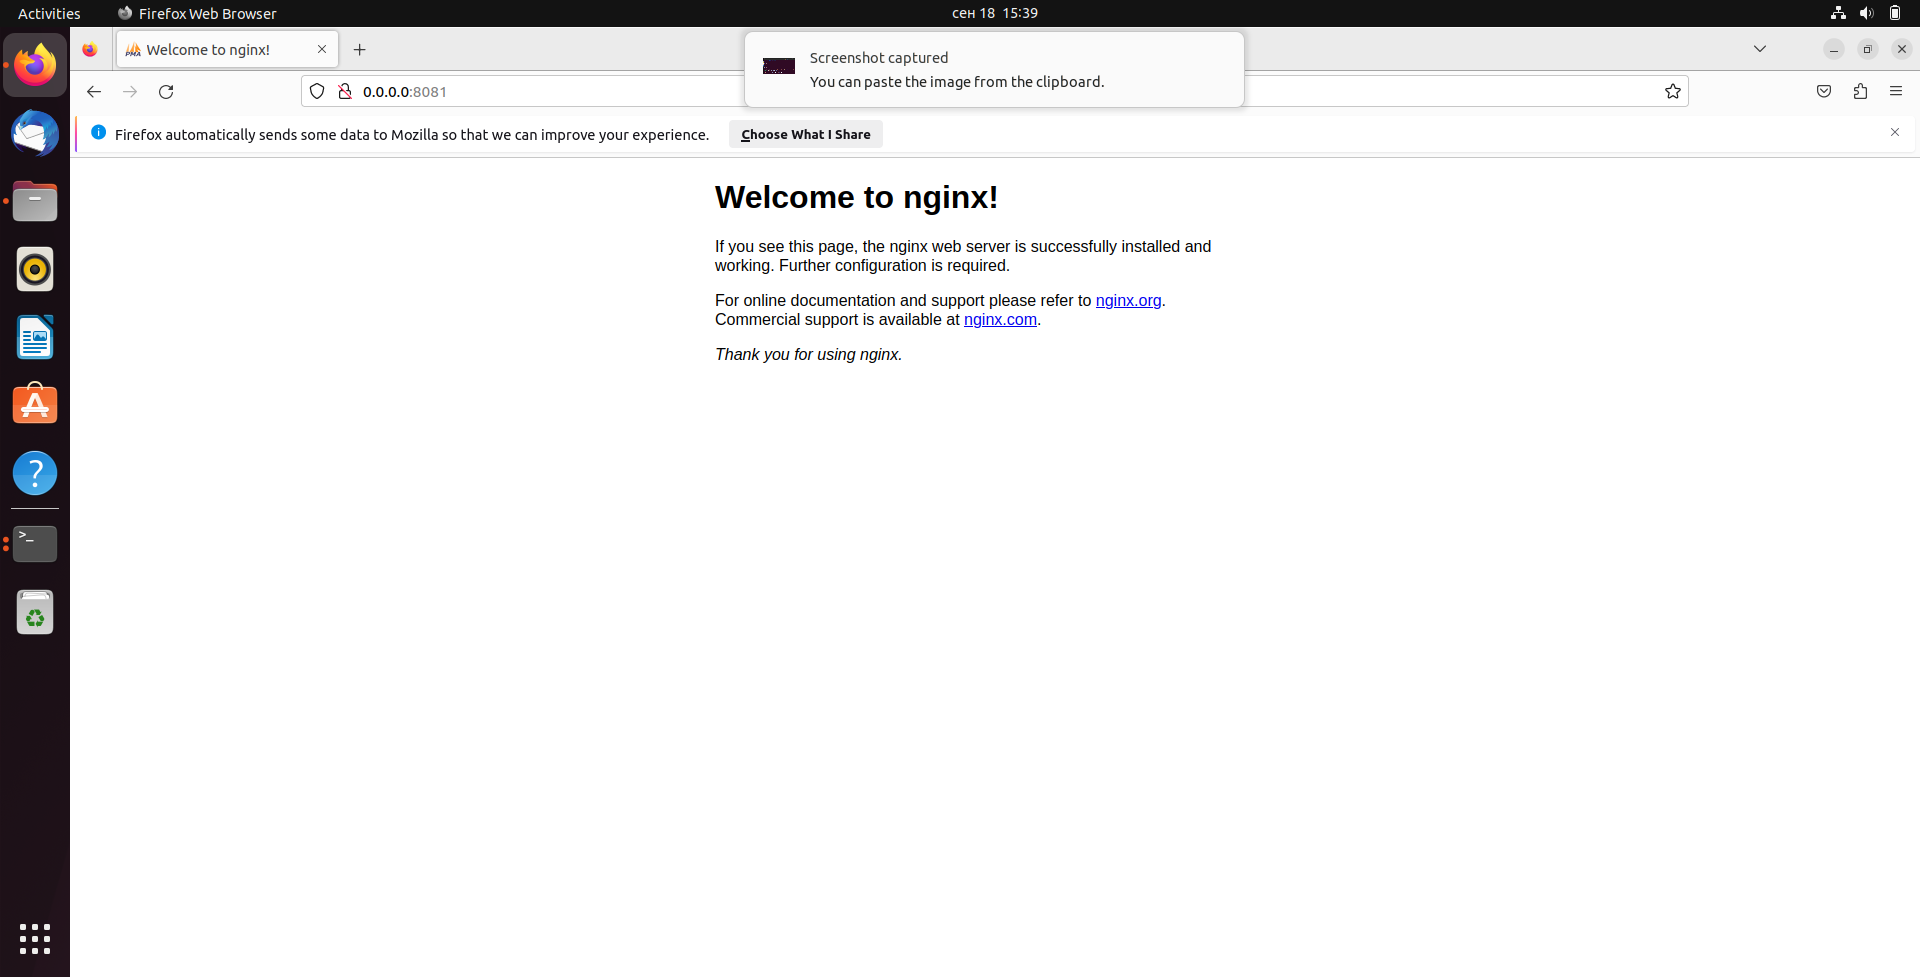 Activities
Firefox Web Browser
сен 18 15:39
PMA
Welcome to nginx!
Screenshot captured
You can paste the image from the clipboard.
0.0.0.0:8081
Firefox automatically sends some data to Mozilla so that we can improve your experience.
Choose What I Share
Welcome to nginx!
If you see this page, the nginx web server is successfully installed and
working. Further configuration is required.
For online documentation and support please refer to nginx.org.
Commercial support is available at nginx.com.
Thank you for using nginx.